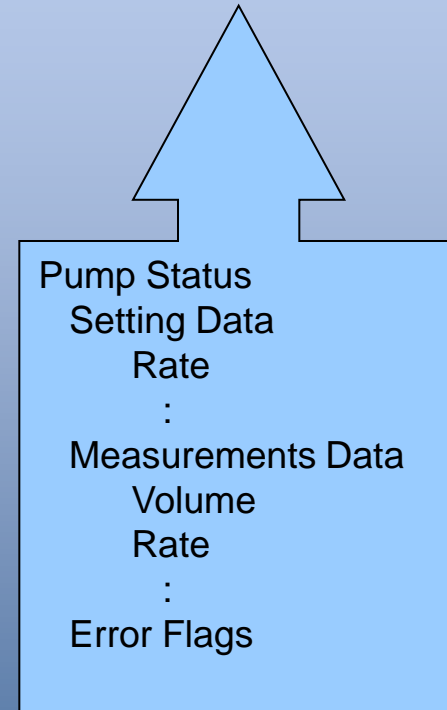 Pump Status
Setting Data
Rate
:
Measurements Data
Volume
Rate
:
Error Flags